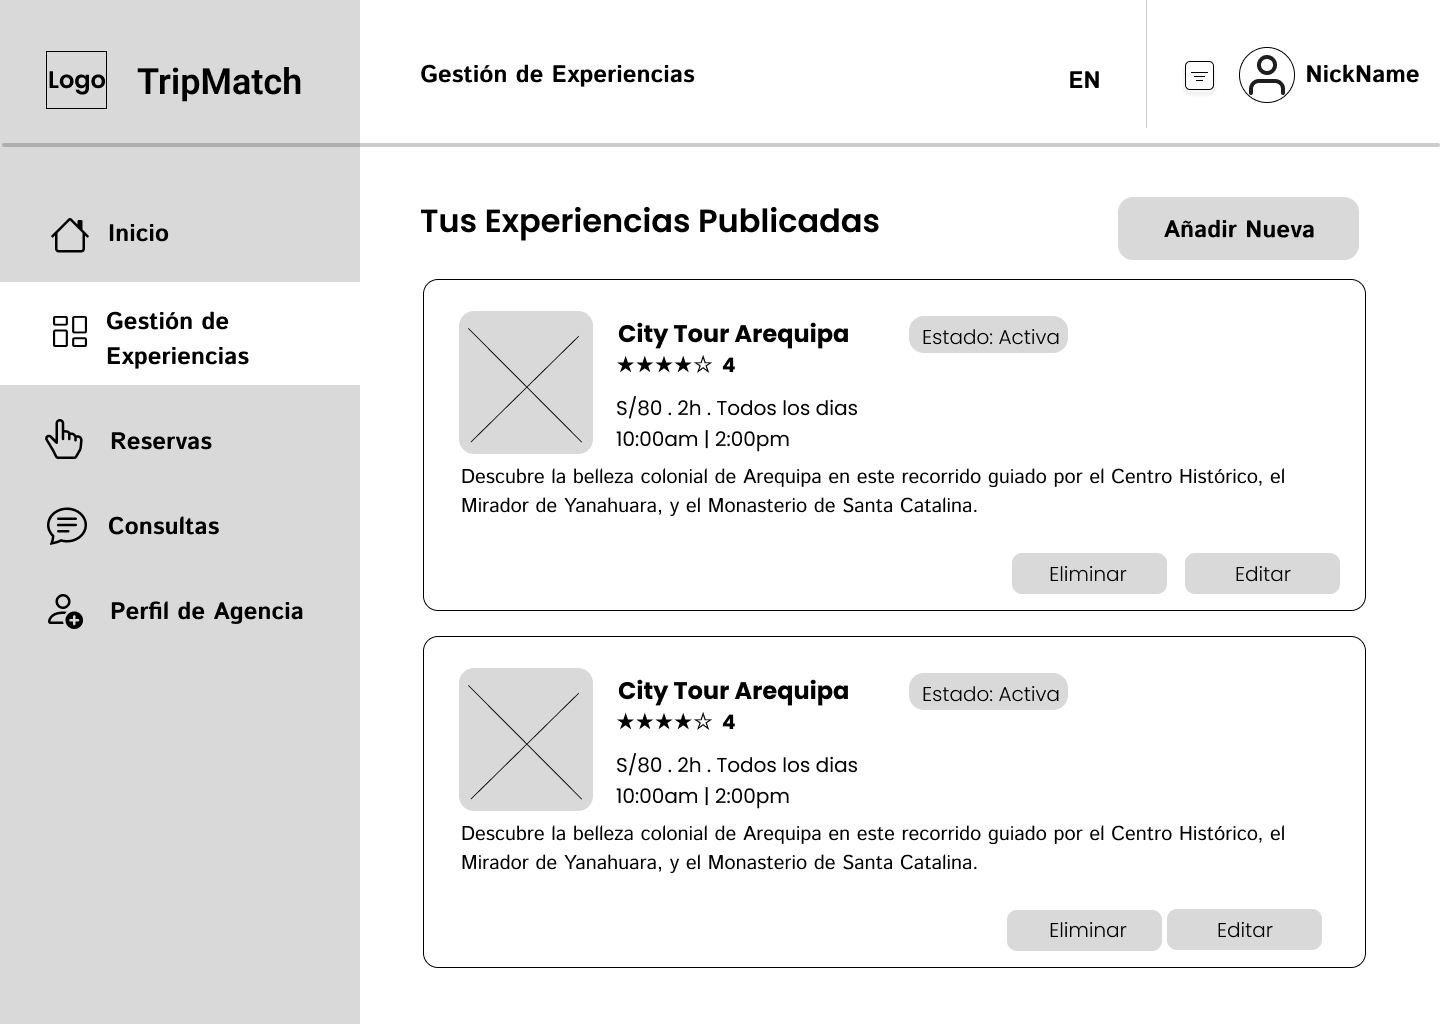 Logo
TripMatch
Gestión de Experiencias
EN
NickName
Inicio
Gestión de
Experiencias
Reservas
Consultas
Perfil de Agencia
Tus Experiencias Publicadas
Añadir Nueva
City Tour Arequipa
Estado: Activa
★★★★☆ 4
S/80 . 2h . Todos los dias
10:00am | 2:00pm
Descubre la belleza colonial de Arequipa en este recorrido guiado por el Centro Histórico, el
Mirador de Yanahuara, y el Monasterio de Santa Catalina.
Eliminar
Editar
City Tour Arequipa
Estado: Activa
★★★★☆ 4
S/80 . 2h . Todos los dias
10:00am | 2:00pm
Descubre la belleza colonial de Arequipa en este recorrido guiado por el Centro Histórico, el
Mirador de Yanahuara, y el Monasterio de Santa Catalina.
Eliminar
Editar